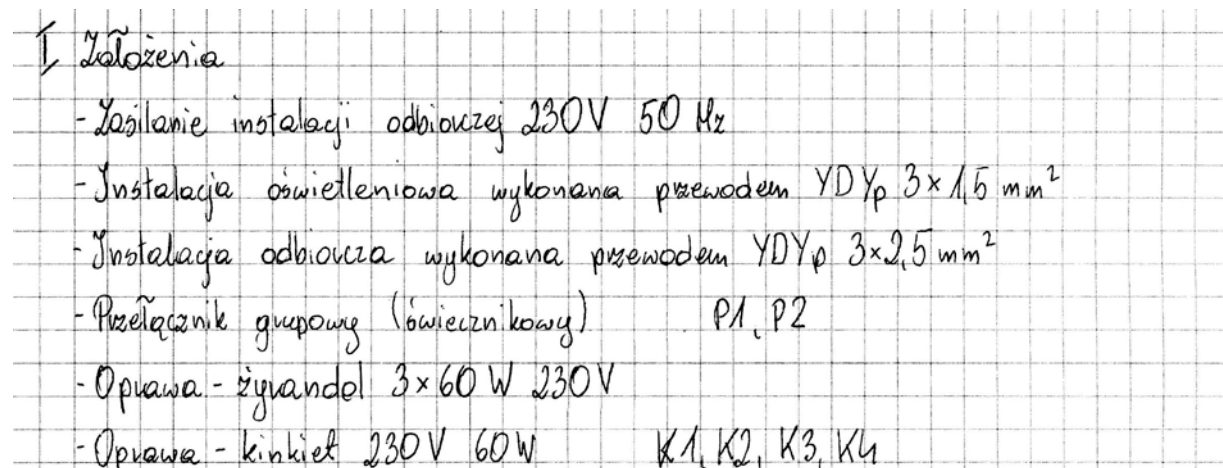 I. Założenia
- Zasilanie instalacji odbiorczej 230V 50 Hz
- Instalacja oświetleniowa wykonana przewodem YDYp 3×1,5 mm²
- Instalacja odbiorcza wykonana przewodem YDYp 3×2,5 mm²
- Przełącznik grupowy (świecznikowy) P1, P2
- Oprawa - żyrandol 3×60 W 230V
- Oprawa - kinkiet 230V 60W K1, K2, K3, K4